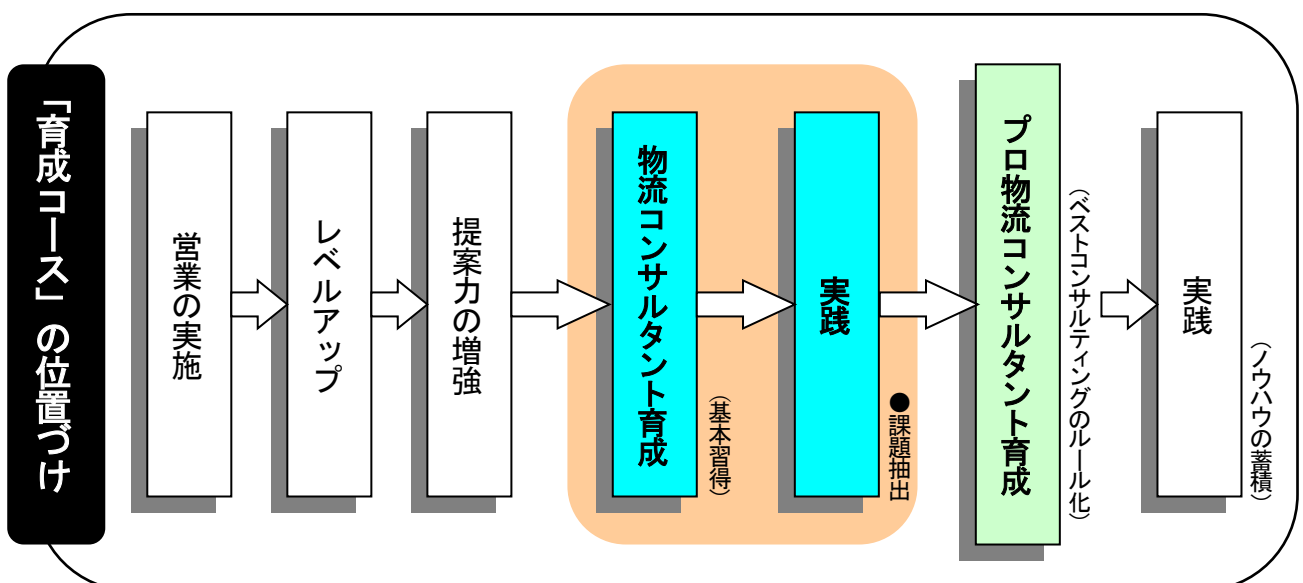 「育成コース」の位置づけ
営業の実施
レベルアップ
提案力の増強
物流コンサルタント育成
（基本習得）
実践
●課題抽出
プロ物流コンサルタント育成
（ベストコンサルティングのルール化）
実践
（ノウハウの蓄積）